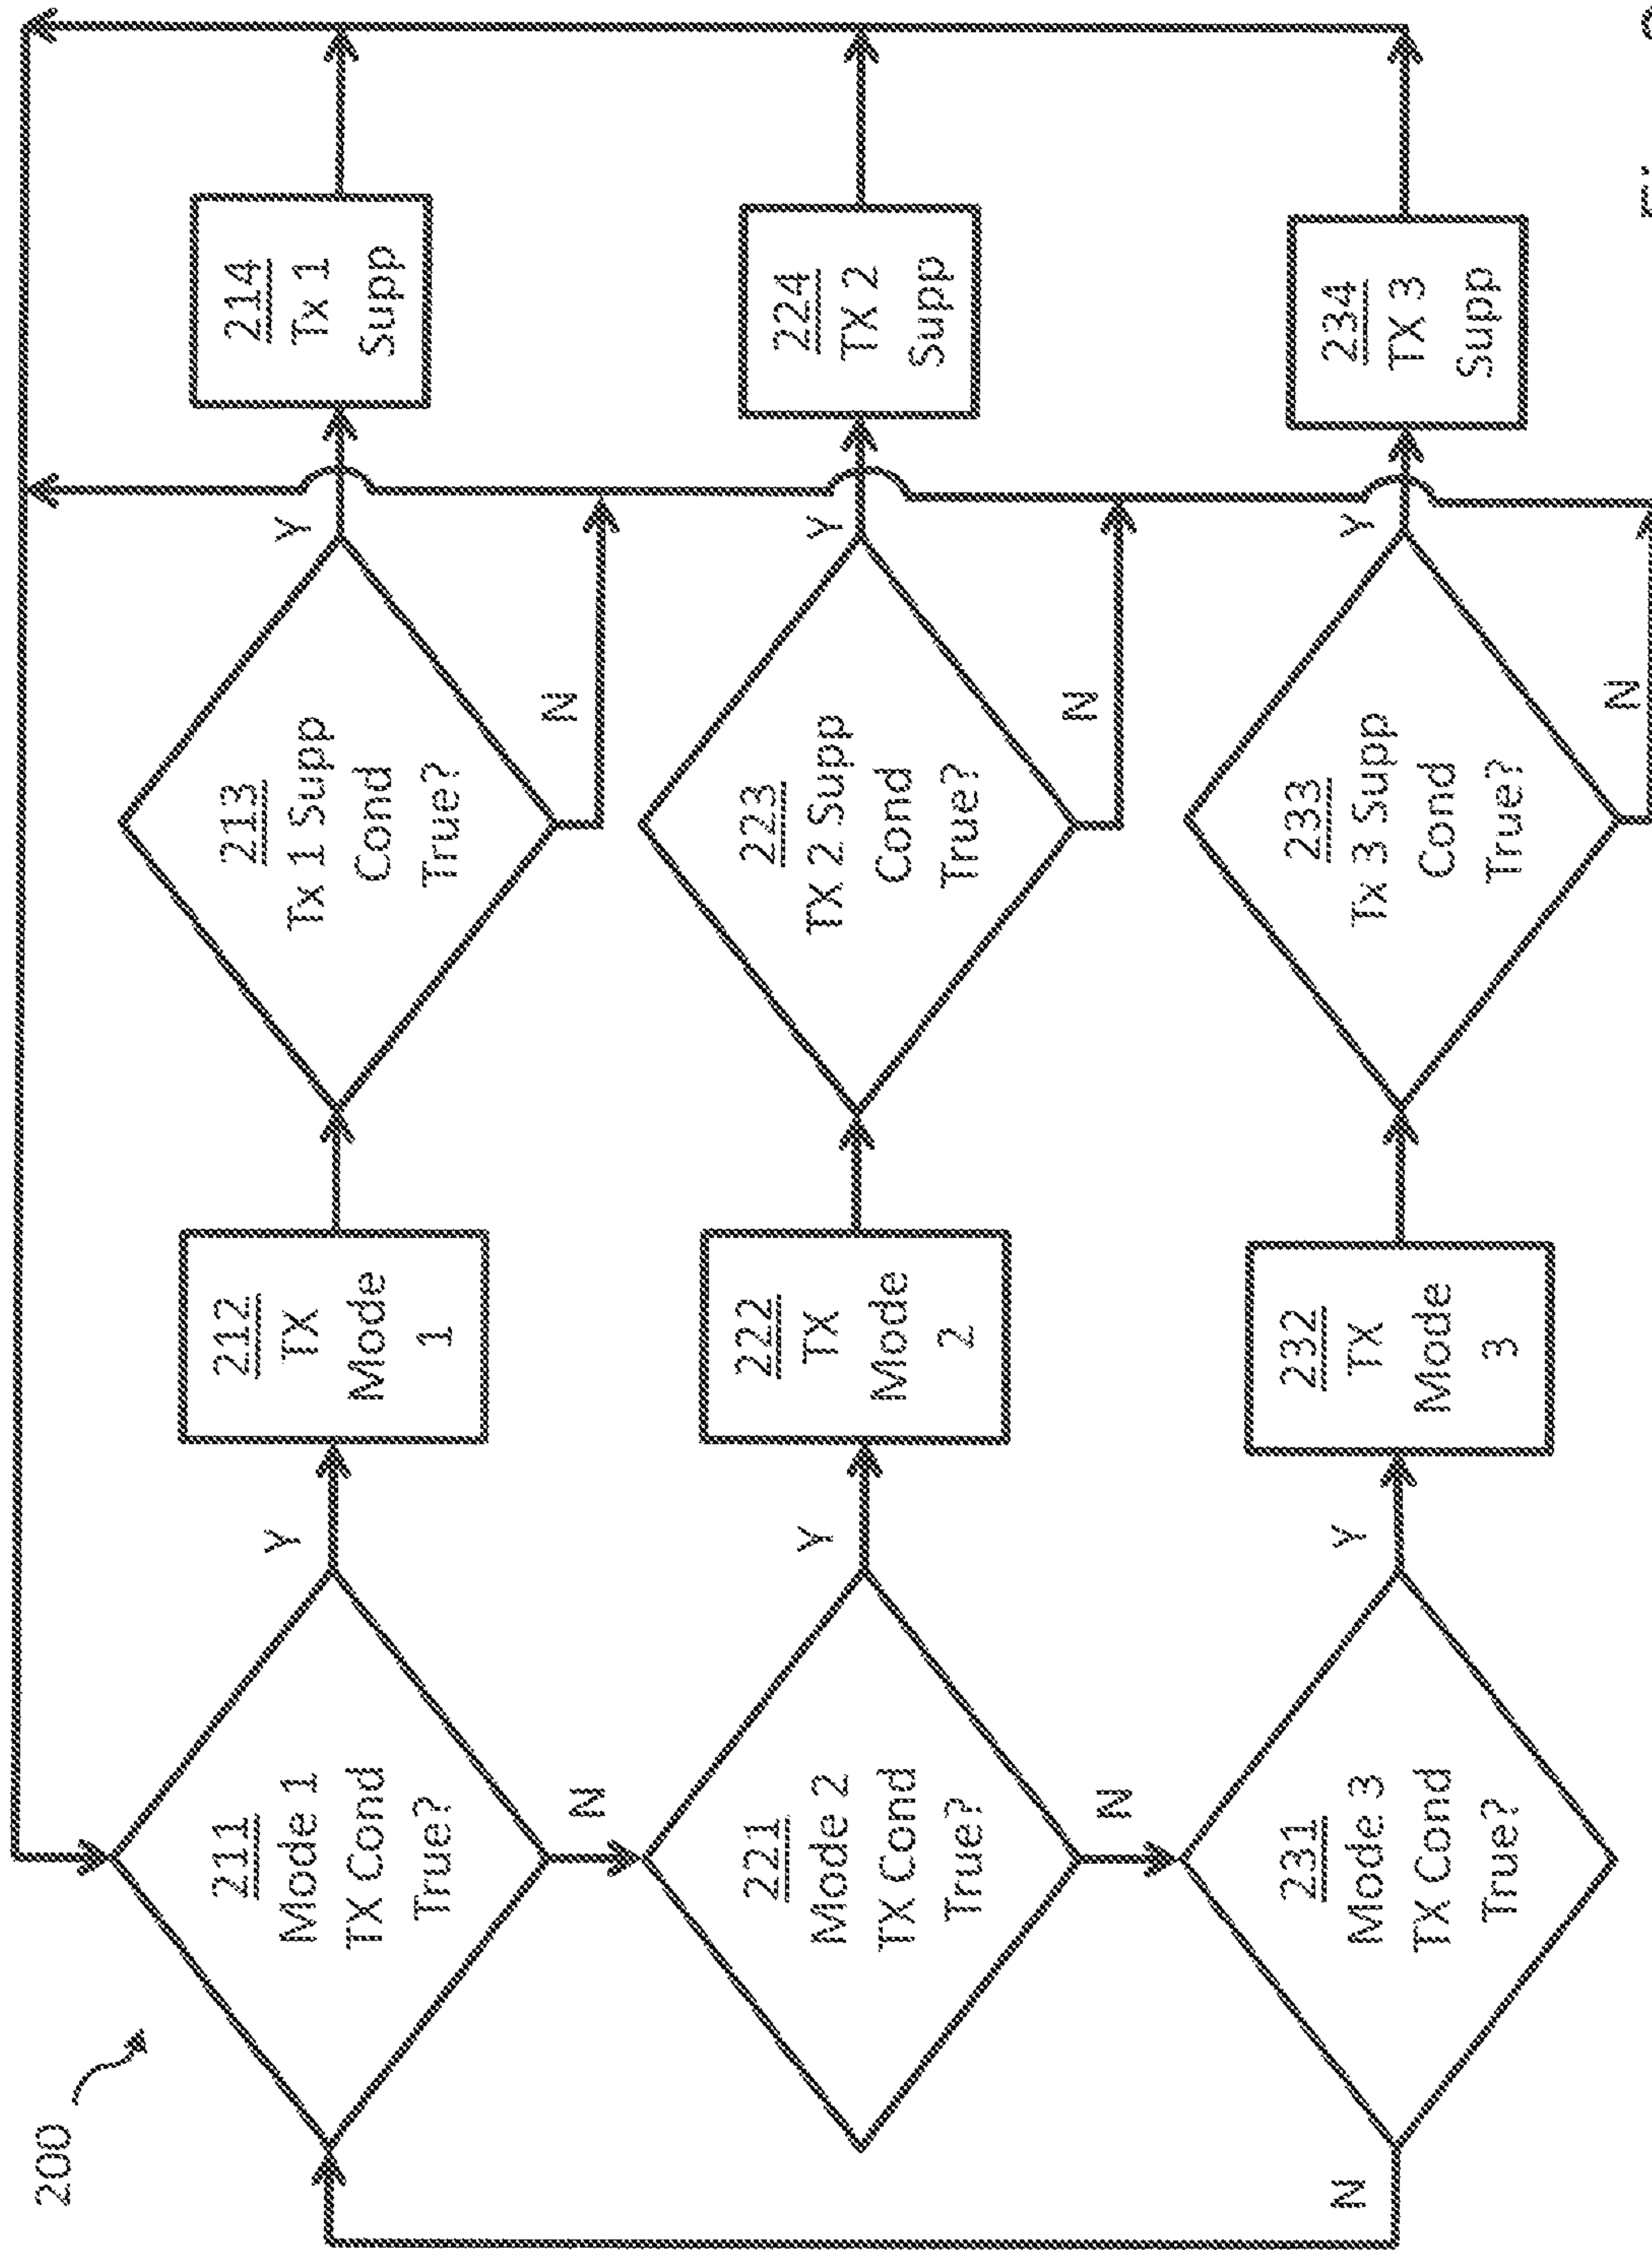 200
211
Mode 1
TX Cond
True?
Y
212
TX
Mode
1
213
Tx 1 Supp
Cond
True?
Y
214
Tx 1
Supp
N
N
221
Mode 2
TX Cond
True?
Y
222
TX
Mode
2
223
TX 2 Supp
Cond
True?
Y
224
TX 2
Supp
N
N
231
Mode 3
TX Cond
True?
Y
232
TX
Mode
3
233
Tx 3 Supp
Cond
True?
Y
234
TX 3
Supp
N
N